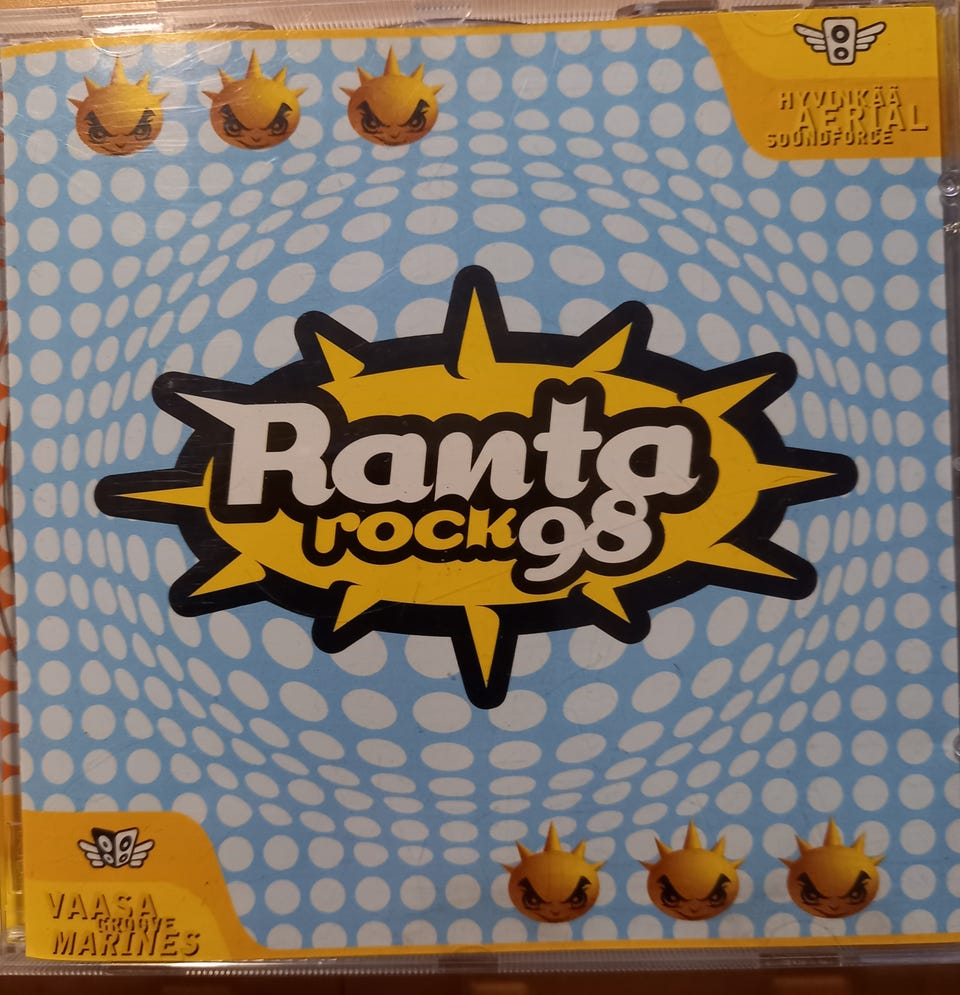 HYVINKÄÄ
AERIAL
SOUNDFORCE
Ranta
rock98
VAASA
GROOVE
MARINES